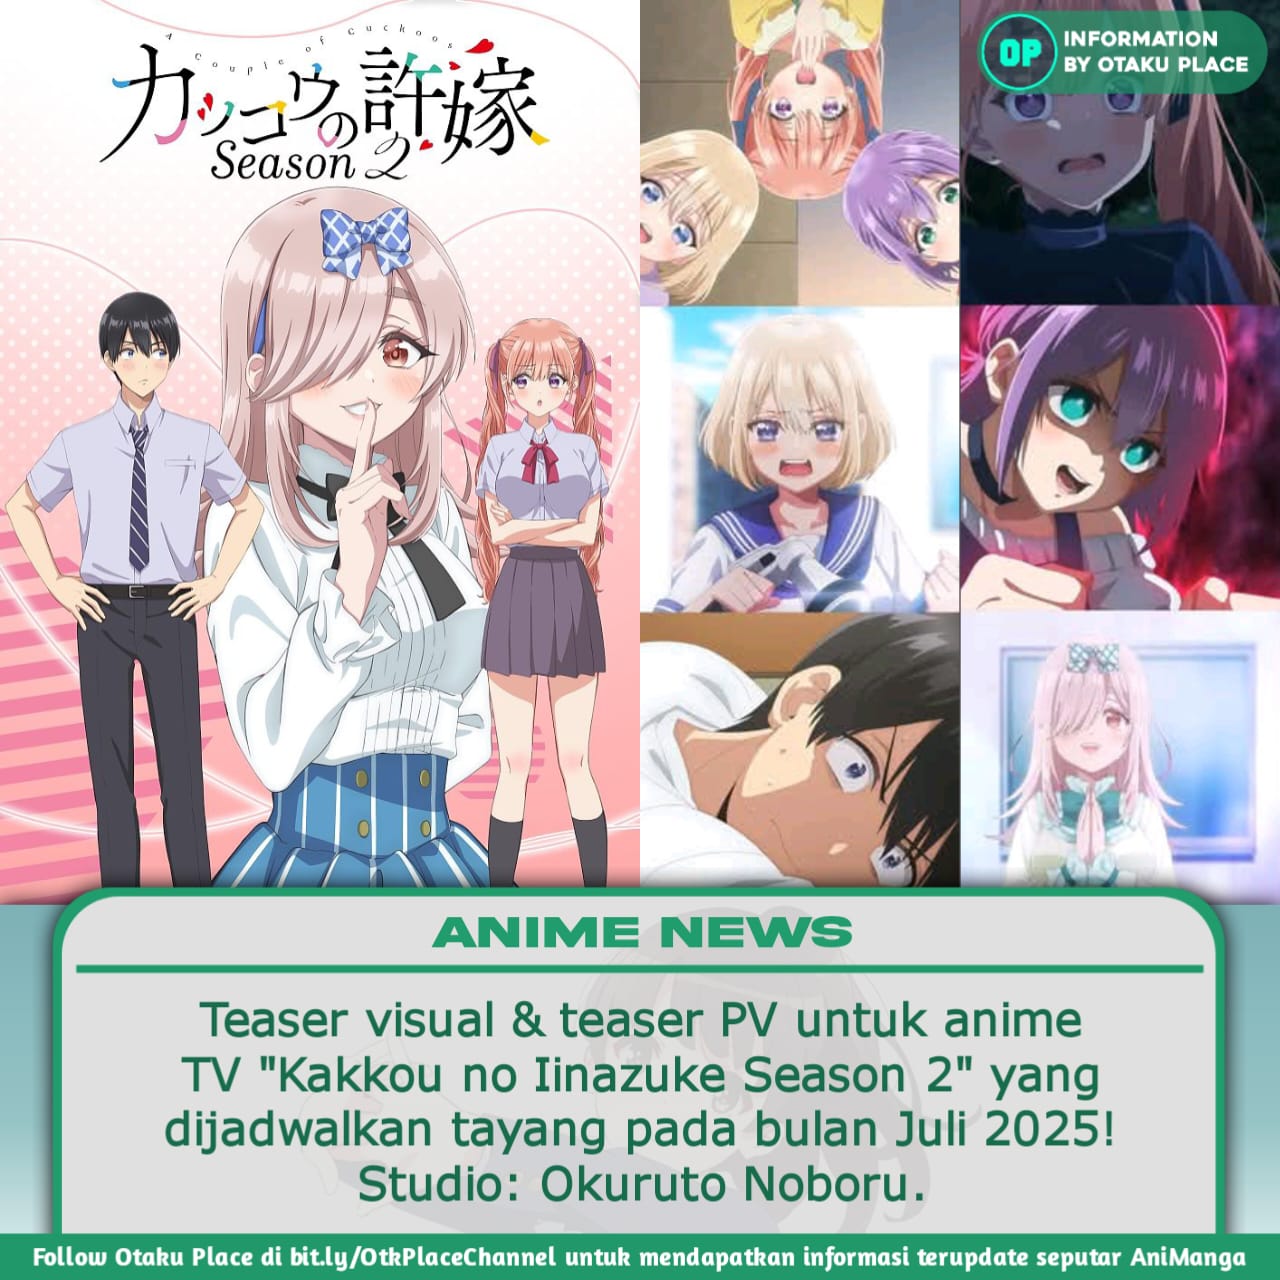 A Couple of Cuckoos
カッコウの許嫁
Season 2
OP
INFORMATION
BY OTAKU PLACE
ANIME NEWS
Teaser visual & teaser PV untuk anime
TV "Kakkou no Iinazuke Season 2" yang
dijadwalkan tayang pada bulan Juli 2025!
Studio: Okuruto Noboru.
Follow Otaku Place di bit.ly/OtkPlaceChannel untuk mendapatkan informasi terupdate seputar AniManga